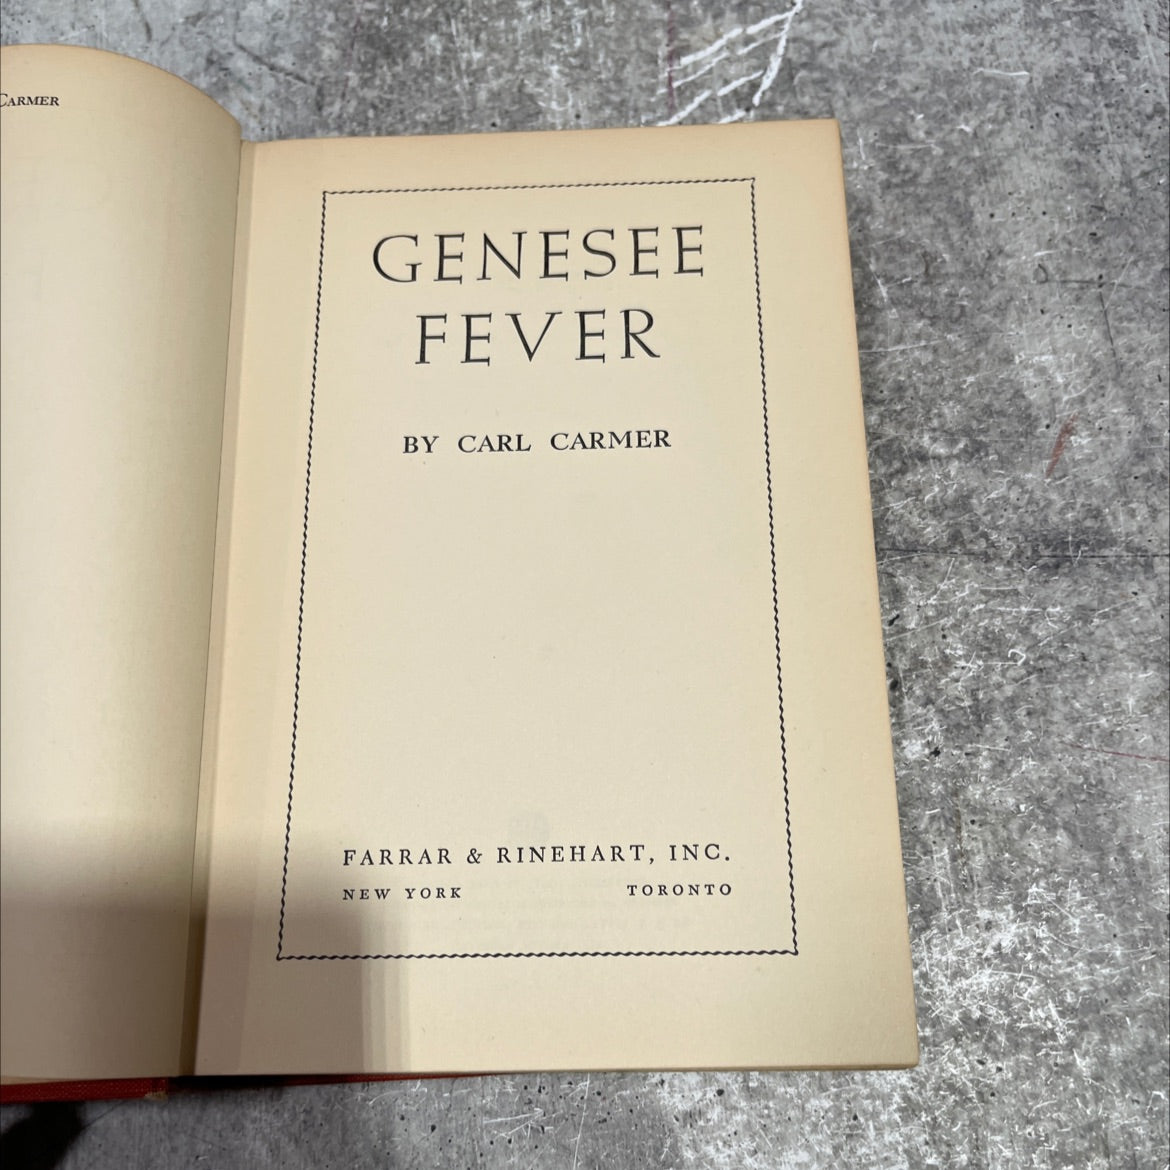 CARMER
GENESEE
FEVER
BY CARL CARMER
FARRAR & RINEHART, INC.
NEW YORK TORONTO